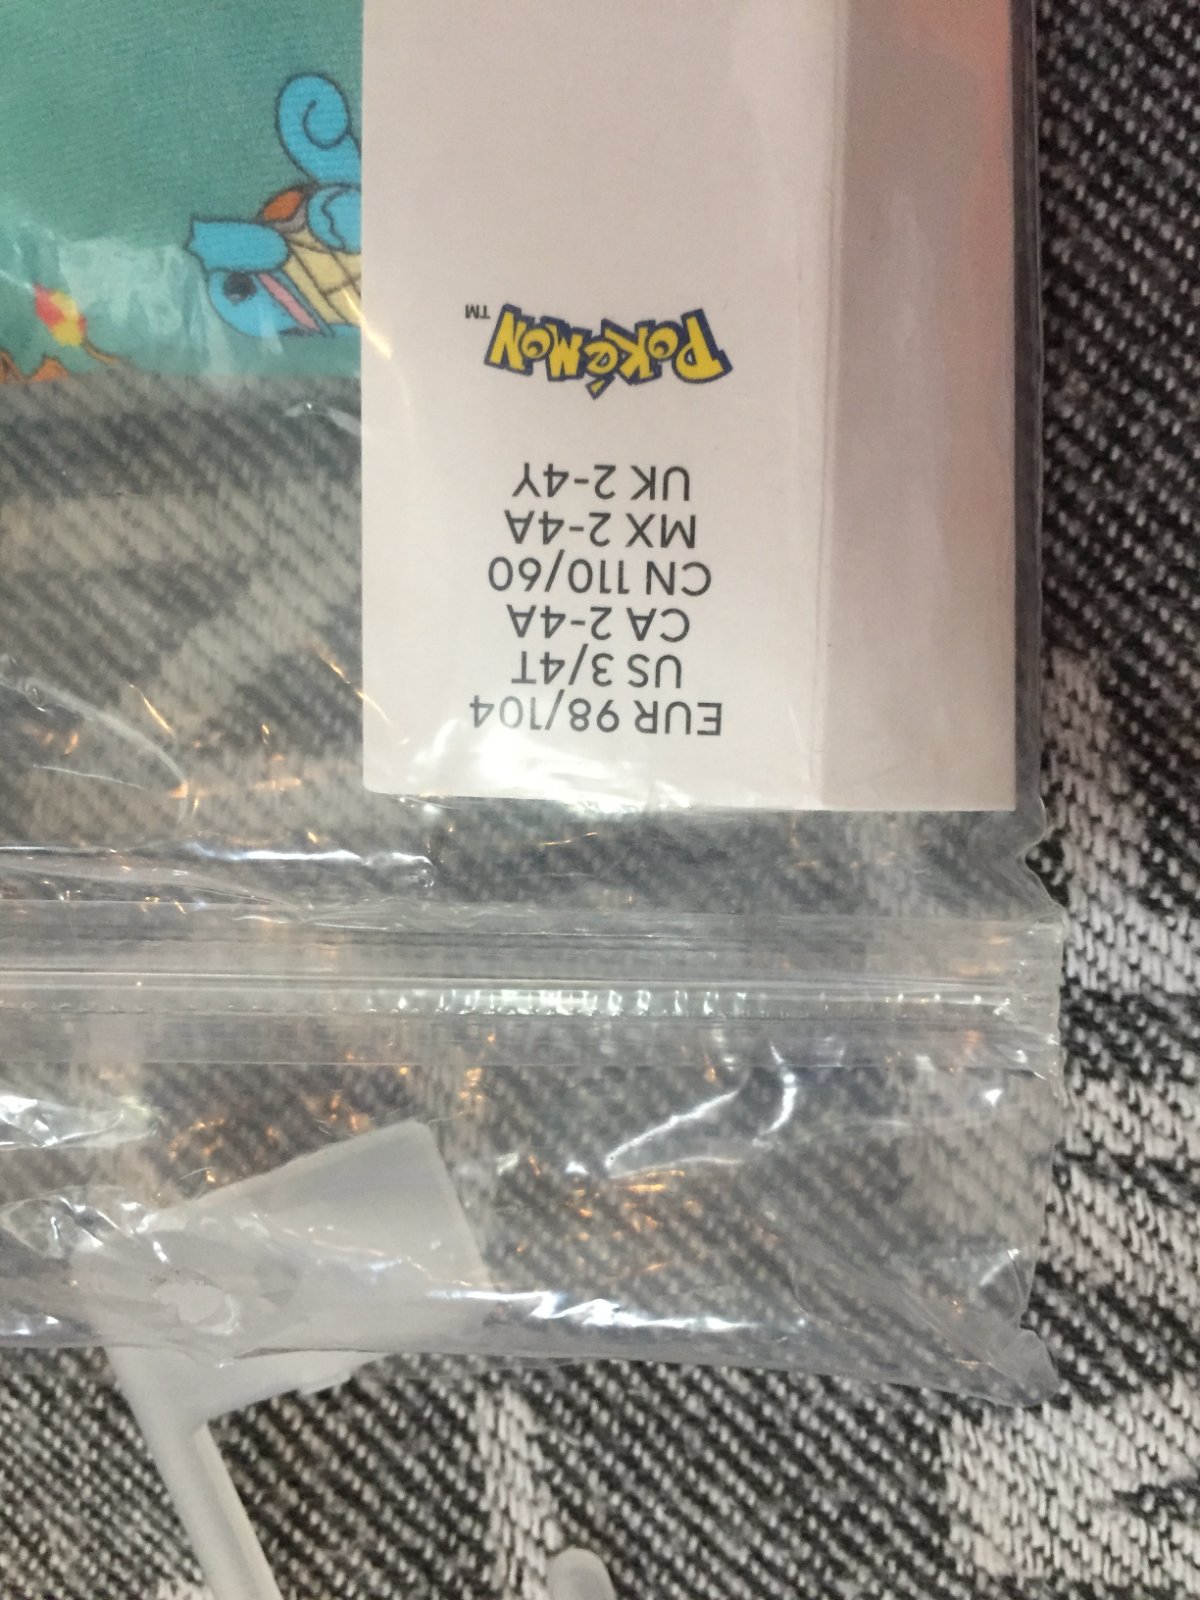 EUR 98/104
US 3/4T
CA 2-4A
CN 110/60
MX 2-4A
UK 2-4Y
POKéMON™